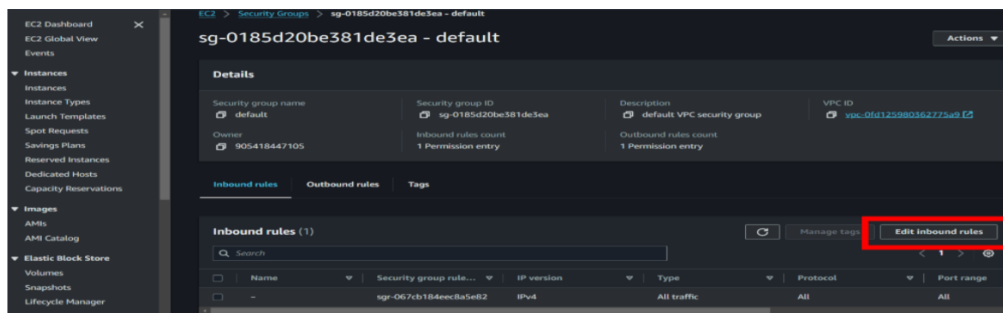 EC2 Dashboard
EC2 Global View
Events
Instances
Instances
Instance Types
Launch Templates
Spot Requests
Savings Plans
Reserved Instances
Dedicated Hosts
Capacity Reservations
Images
AMIs
AMI Catalog
Elastic Block Store
Volumes
Snapshots
Lifecycle Manager
EC2 > Security Groups > sg-0185d20be381de3ea - default
sg-0185d20be381de3ea - default
Actions
Details
Security group name
default
Security group ID
sg-0185d20be381de3ea
Description
default VPC security group
VPC ID
vpc-0fd125980362775a9
Owner
905418447105
Inbound rules count
1 Permission entry
Outbound rules count
1 Permission entry
Inbound rules Outbound rules Tags
Inbound rules (1)
Manage tags
Edit inbound rules
Search
1
Name Security group rule... IP version Type Protocol Port range
– sgr-067cb184eec8a5e82 IPv4 All traffic All All